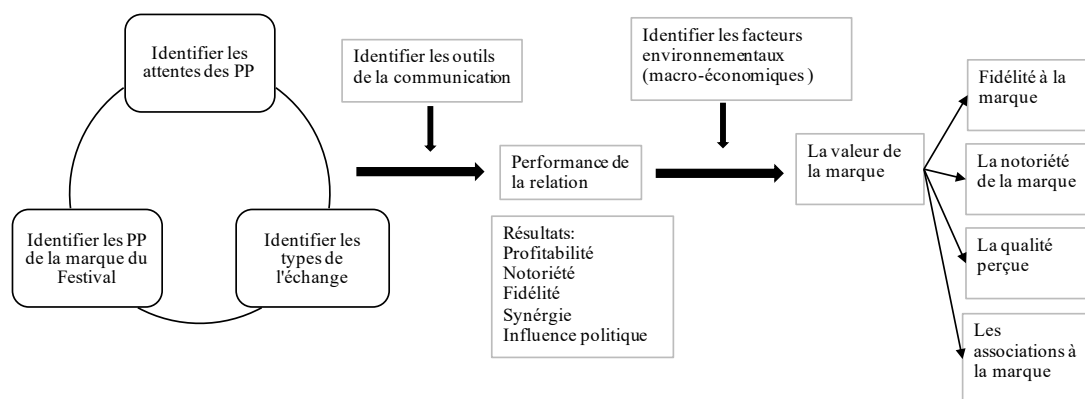 Identifier les
attentes des PP
Identifier les PP
de la marque du
Festival
Identifier les
types de
l'échange
Identifier les outils
de la communication
Performance de
la relation
Résultats:
Profitabilité
Notoriété
Fidélité
Synérgie
Influence politique
Identifier les facteurs
environnementaux
(macro-économiques )
La valeur de
la marque
Fidélité à la
marque
La notoriété
de la marque
La qualité
perçue
Les
associations à
la marque